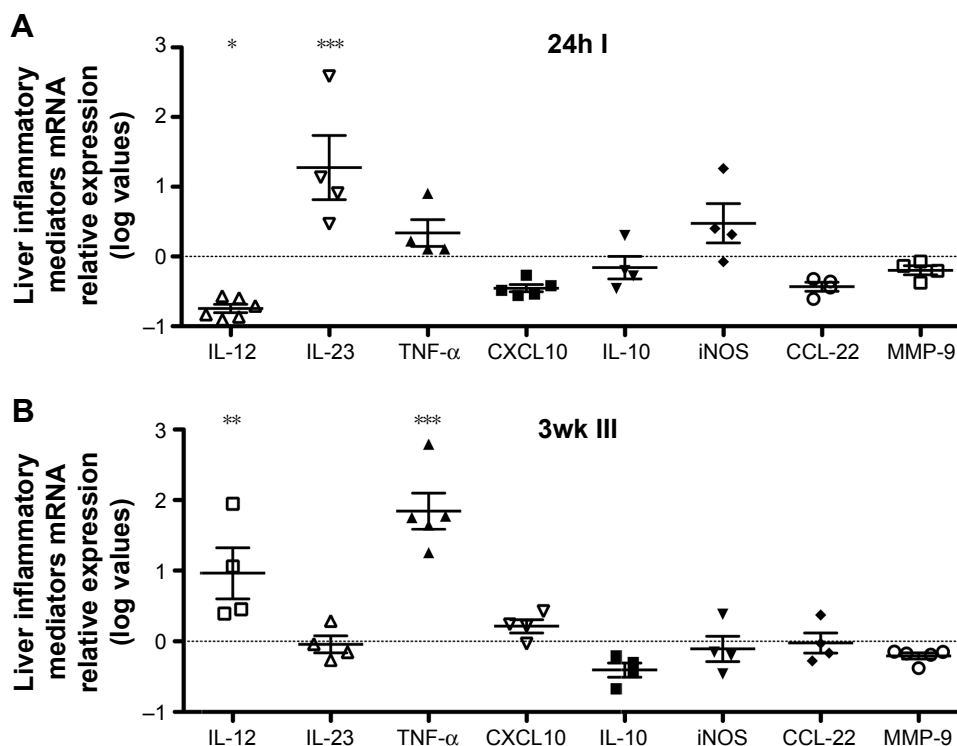 A
24h I
* ***
Liver inflammatory
mediators mRNA
relative expression
(log values)
3
2
1
0
–1
IL-12 IL-23 TNF-α CXCL10 IL-10 iNOS CCL-22 MMP-9
B
3wk III
** ***
Liver inflammatory
mediators mRNA
relative expression
(log values)
3
2
1
0
–1
IL-12 IL-23 TNF-α CXCL10 IL-10 iNOS CCL-22 MMP-9